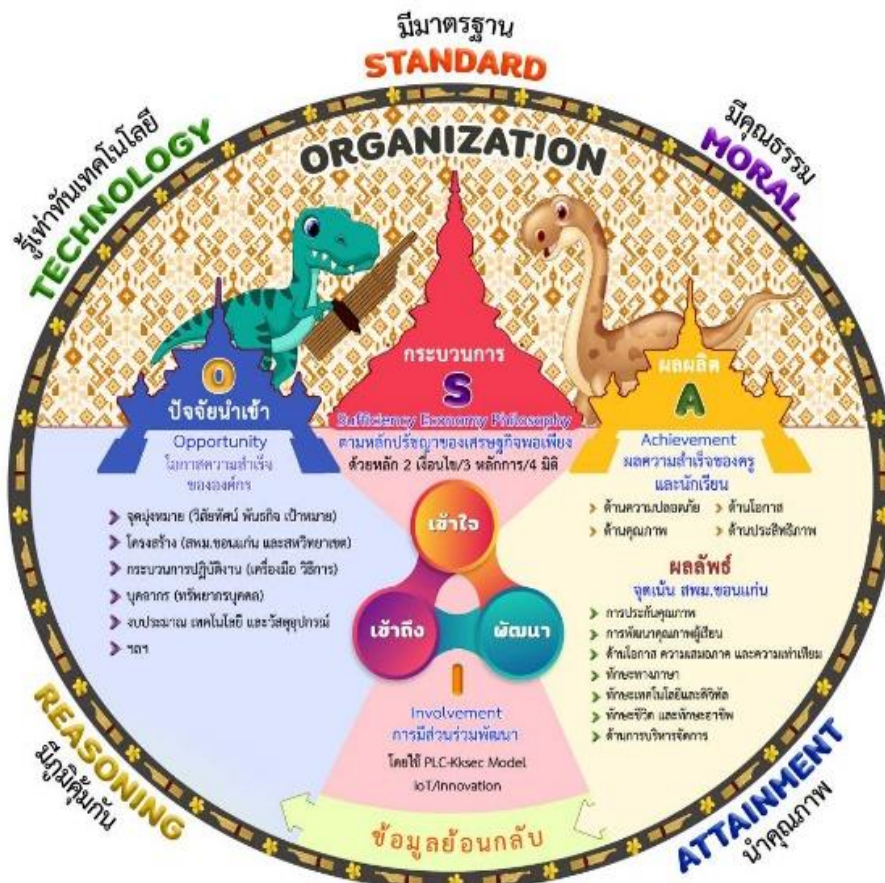 มีมาตรฐาน
STANDARD
รู้เท่าทันเทคโนโลยี
TECHNOLOGY
มีคุณธรรม
MORAL
ORGANIZATION
O
ปัจจัยนำเข้า
Opportunity
โอกาสความสำเร็จ
ขององค์กร
จุดมุ่งหมาย (วิสัยทัศน์ พันธกิจ เป้าหมาย)
โครงสร้าง (สพม.ขอนแก่น และสหวิทยาเขต)
กระบวนการปฏิบัติงาน (เครื่องมือ วิธีการ)
บุคลากร (ทรัพยากรบุคคล)
งบประมาณ เทคโนโลยี และวัสดุอุปกรณ์
ฯลฯ
กระบวนการ
S
Sufficiency Economy Philosophy
ตามหลักปรัชญาของเศรษฐกิจพอเพียง
ด้วยหลัก 2 เงื่อนไข/3 หลักการ/4 มิติ
เข้าใจ
เข้าถึง
พัฒนา
I
Involvement
การมีส่วนร่วมพัฒนา
โดยใช้ PLC-Kksec Model
IoT/Innovation
ผลผลิต
A
Achievement
ผลความสำเร็จของครู
และนักเรียน
ด้านความปลอดภัย
ด้านโอกาส
ด้านคุณภาพ
ด้านประสิทธิภาพ
ผลลัพธ์
จุดเน้น สพม.ขอนแก่น
การประกันคุณภาพ
การพัฒนาคุณภาพผู้เรียน
ด้านโอกาส ความเสมอภาค และความเท่าเทียม
ทักษะทางภาษา
ทักษะเทคโนโลยีและดิจิทัล
ทักษะชีวิต และทักษะอาชีพ
ด้านการบริหารจัดการ
ข้อมูลย้อนกลับ
REASONING
มีภูมิคุ้มกัน
ATTAINMENT
นำคุณภาพ